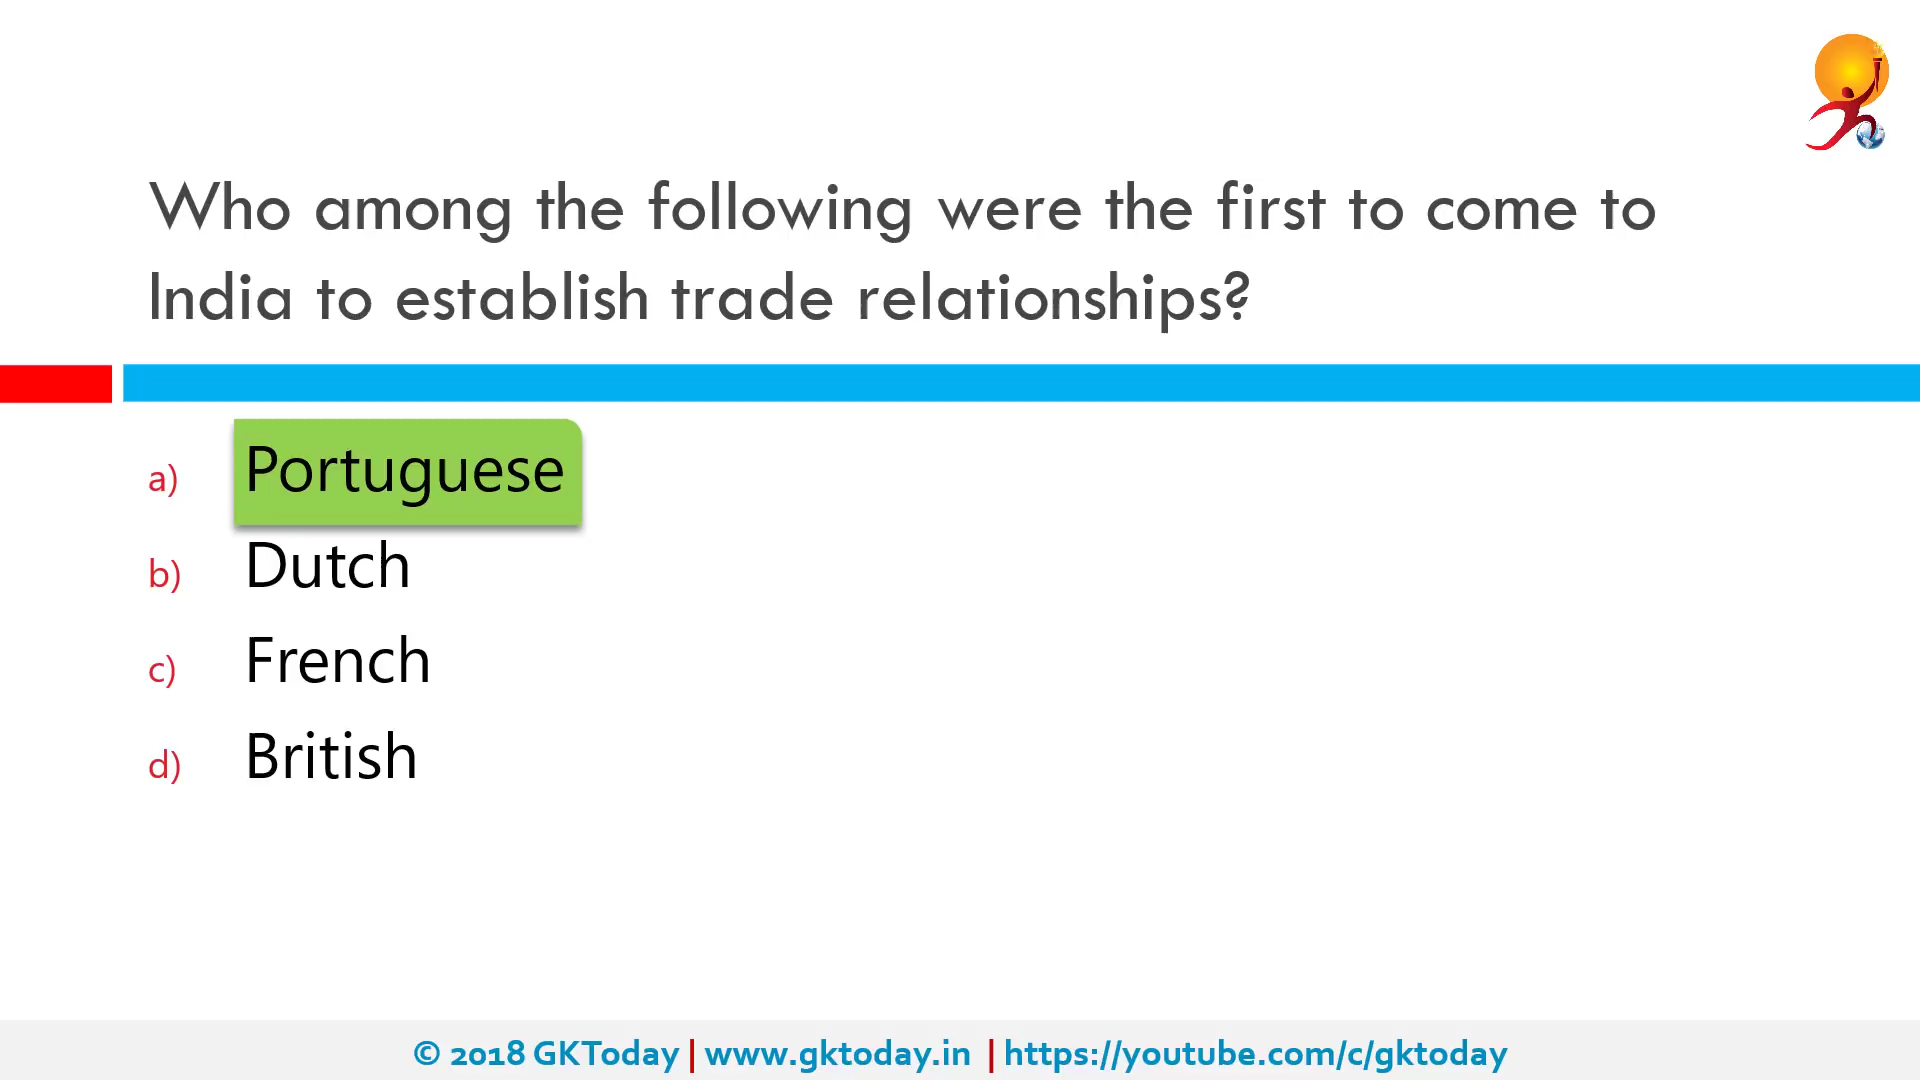 Who among the following were the first to come to
India to establish trade relationships?
a) Portuguese
b) Dutch
c) French
d) British
© 2018 GKToday | www.gktoday.in | https://youtube.com/c/gktoday